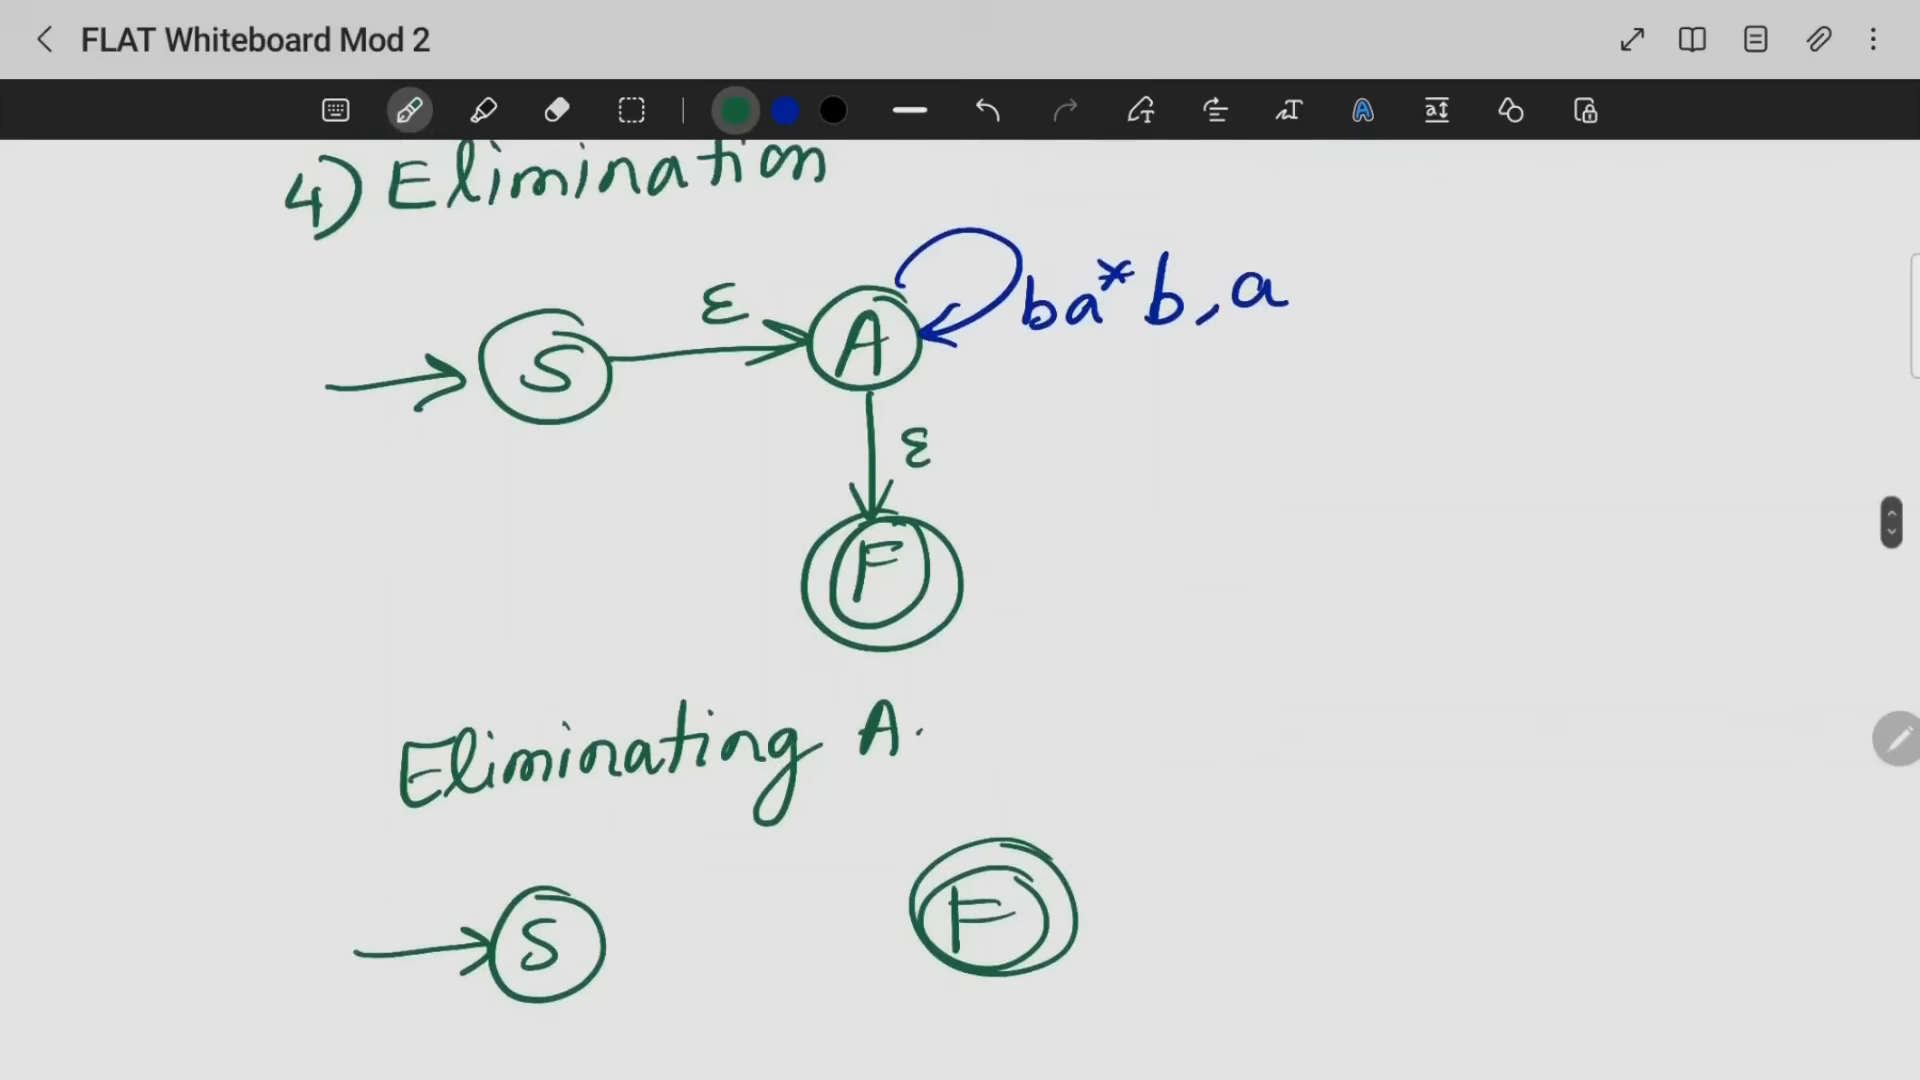 FLAT Whiteboard Mod 2
4) Elimination
ba*b, a
ε
S
A
ε
F
Eliminating A.
F
S